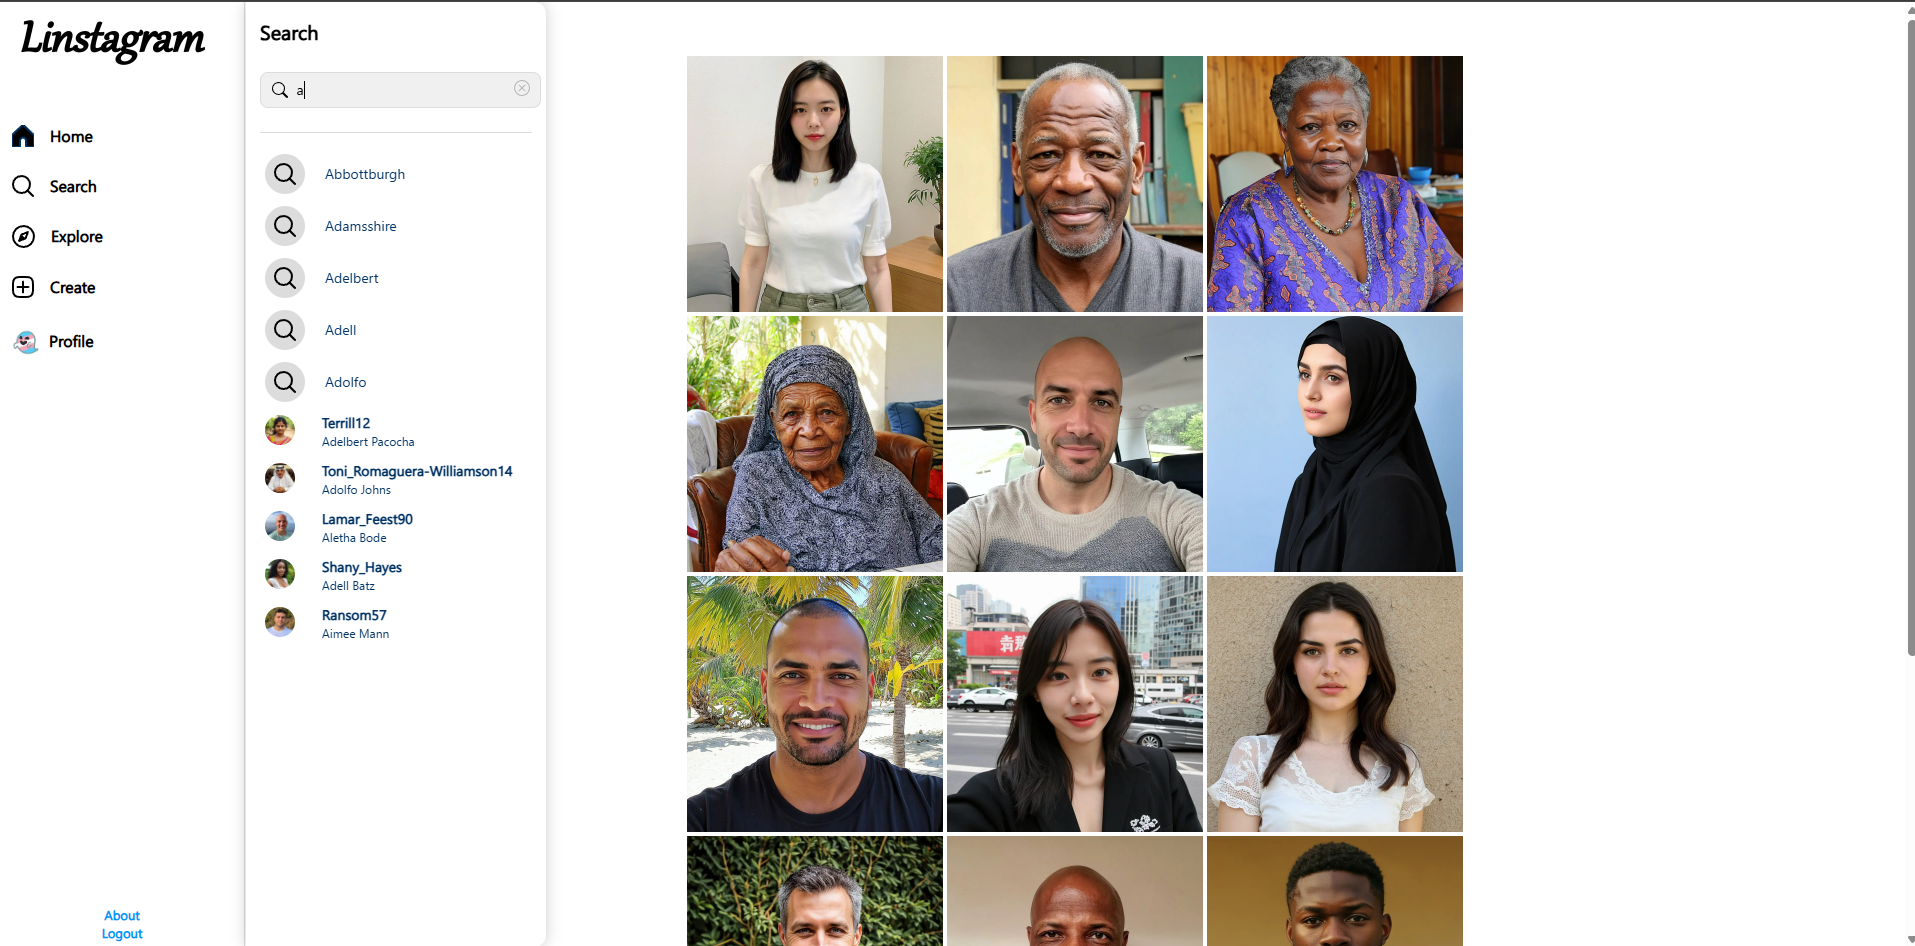 Linstagram
Home
Search
Explore
Create
Profile
About
Logout
Search
a
Abbottburgh
Adamsshire
Adelbert
Adell
Adolfo
Terrill12
Adelbert Pacocha
Toni_Romaguera-Williamson14
Adolfo Johns
Lamar_Feest90
Aletha Bode
Shany_Hayes
Adell Batz
Ransom57
Aimee Mann